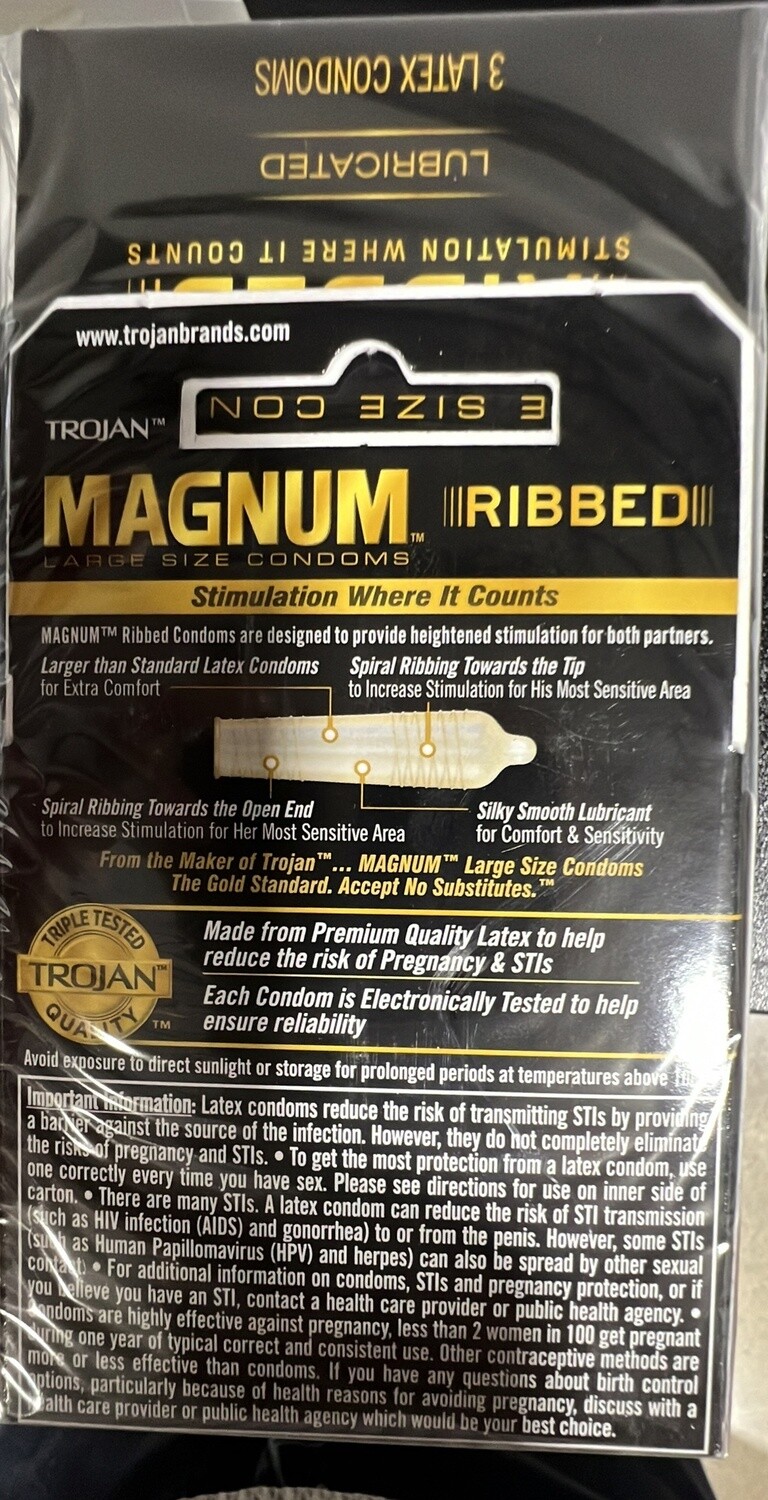 3 LATEX CONDOMS
LUBRICATED
STIMULATION WHERE IT COUNTS
www.trojanbrands.com
E SIZE CON
TROJAN™
MAGNUM™ |||RIBBED|||
LARGE SIZE CONDOMS
Stimulation Where It Counts
MAGNUM™ Ribbed Condoms are designed to provide heightened stimulation for both partners.
Larger than Standard Latex Condoms
for Extra Comfort
Spiral Ribbing Towards the Tip
to Increase Stimulation for His Most Sensitive Area
Spiral Ribbing Towards the Open End
to Increase Stimulation for Her Most Sensitive Area
Silky Smooth Lubricant
for Comfort & Sensitivity
From the Maker of Trojan™... MAGNUM™ Large Size Condoms
The Gold Standard. Accept No Substitutes.™
TRIPLE TESTED
TROJAN™
QUALITY™
Made from Premium Quality Latex to help
reduce the risk of Pregnancy & STIs
Each Condom is Electronically Tested to help
ensure reliability
Avoid exposure to direct sunlight or storage for prolonged periods at temperatures above
Important Information: Latex condoms reduce the risk of transmitting STIs by providing
a barrier against the source of the infection. However, they do not completely eliminate
the risks of pregnancy and STIs. • To get the most protection from a latex condom, use
one correctly every time you have sex. Please see directions for use on inner side of
carton. • There are many STIs. A latex condom can reduce the risk of STI transmission
(such as HIV infection (AIDS) and gonorrhea) to or from the penis. However, some STIs
(such as Human Papillomavirus (HPV) and herpes) can also be spread by other sexual
contact. • For additional information on condoms, STIs and pregnancy protection, or if
you believe you have an STI, contact a health care provider or public health agency. •
Condoms are highly effective against pregnancy, less than 2 women in 100 get pregnant
during one year of typical correct and consistent use. Other contraceptive methods are
more or less effective than condoms. If you have any questions about birth control
options, particularly because of health reasons for avoiding pregnancy, discuss with a
health care provider or public health agency which would be your best choice.